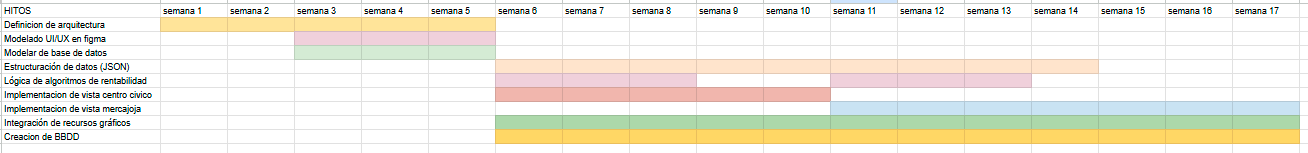 HITOS semana 1 semana 2 semana 3 semana 4 semana 5 semana 6 semana 7 semana 8 semana 9 semana 10 semana 11 semana 12 semana 13 semana 14 semana 15 semana 16 semana 17
Definicion de arquitectura
Modelado UI/UX en figma
Modelar de base de datos
Estructuración de datos (JSON)
Lógica de algoritmos de rentabilidad
Implementacion de vista centro civico
Implementacion de vista mercajoja
Integración de recursos gráficos
Creacion de BBDD